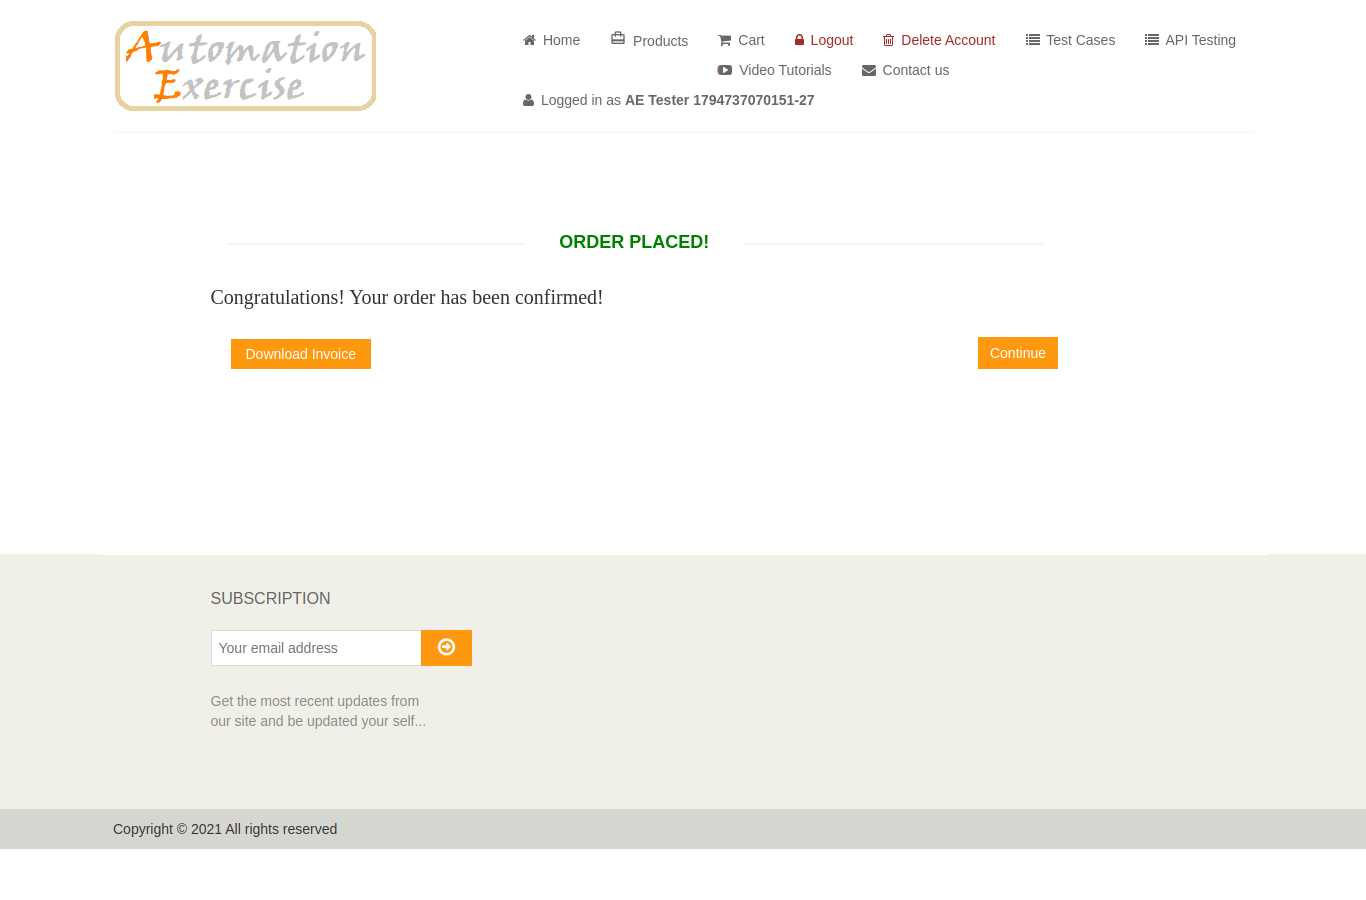 Automation
Exercise
Home
Products
Cart
Logout
Delete Account
Test Cases
API Testing
Video Tutorials
Contact us
Logged in as AE Tester 1794737070151-27
ORDER PLACED!
Congratulations! Your order has been confirmed!
Download Invoice
Continue
SUBSCRIPTION
Your email address
Get the most recent updates from
our site and be updated your self...
Copyright © 2021 All rights reserved